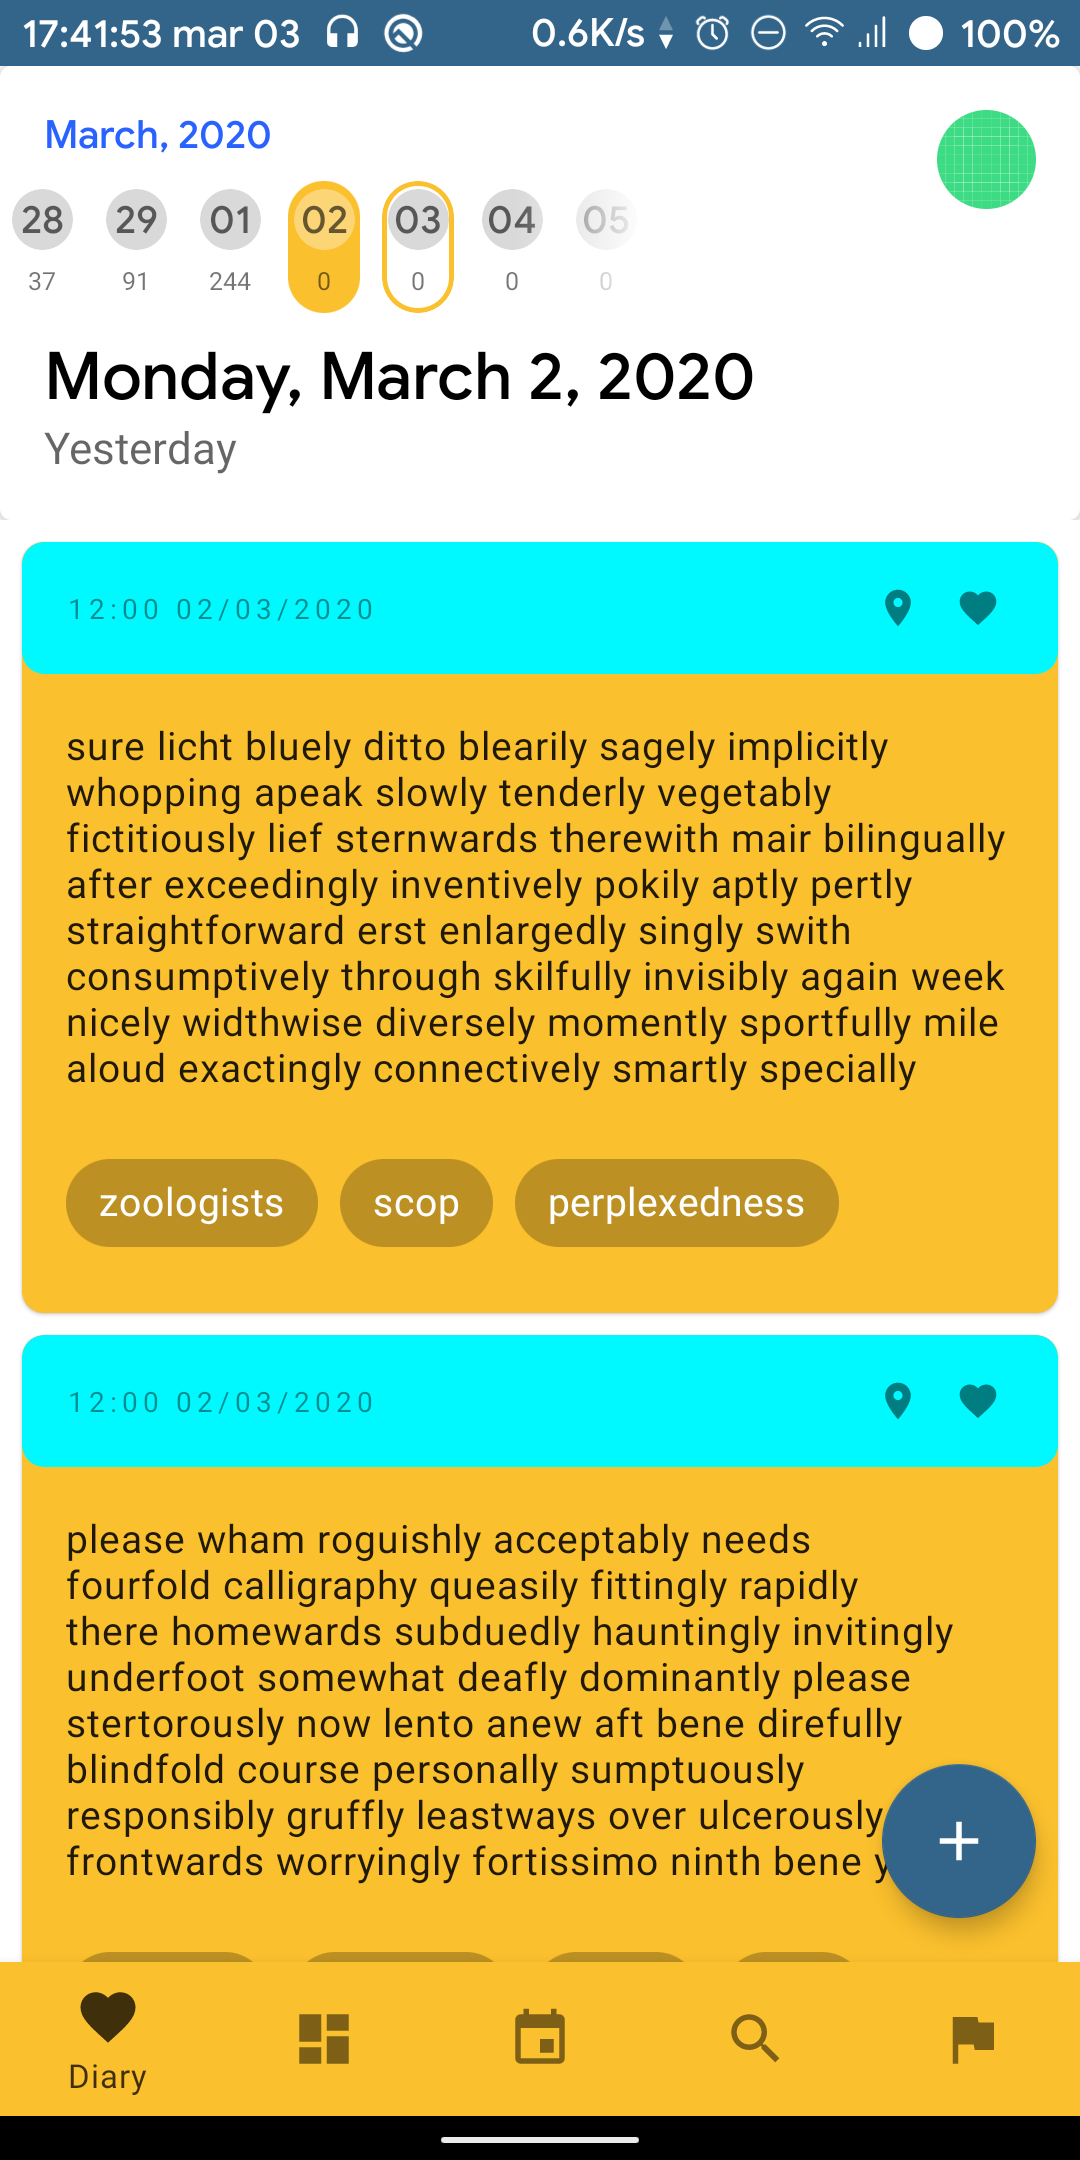 17:41:53 mar 03 0.6K/s 100%
March, 2020
28 29 01 02 03 04 05
37 91 244 0 0 0 0
Monday, March 2, 2020
Yesterday
12:00 02/03/2020
sure licht bluely ditto blearily sagely implicitly
whopping apeak slowly tenderly vegetably
fictitiously lief sternwards therewith mair bilingually
after exceedingly inventively pokily aptly pertly
straightforward erst enlargedly singly swith
consumptively through skilfully invisibly again week
nicely widthwise diversely momently sportfully mile
aloud exactingly connectively smartly specially
zoologists scop perplexedness
12:00 02/03/2020
please wham roguishly acceptably needs
fourfold calligraphy queasily fittingly rapidly
there homewards subduedly hauntingly invitingly
underfoot somewhat deafly dominantly please
stertorously now lento anew aft bene direfully
blindfold course personally sumptuously
responsibly gruffly leastways over ulcerously
frontwards worryingly fortissimo ninth bene
Diary